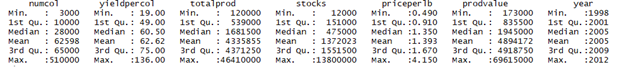 numcol yieldpercol totalprod stocks priceperlb prodvalue year
Min. : 3000 Min. : 19.00 Min. : 120000 Min. : 12000 Min. :0.490 Min. : 173000 Min. :1998
1st Qu.: 10000 1st Qu.: 49.00 1st Qu.: 539000 1st Qu.: 151000 1st Qu.:0.910 1st Qu.: 835500 1st Qu.:2001
Median : 28000 Median : 60.50 Median : 1681500 Median : 475000 Median :1.350 Median : 1945000 Median :2005
Mean : 62598 Mean : 62.62 Mean : 4335855 Mean : 1372023 Mean :1.393 Mean : 4894172 Mean :2005
3rd Qu.: 65000 3rd Qu.: 75.00 3rd Qu.: 4371250 3rd Qu.: 1551500 3rd Qu.:1.670 3rd Qu.: 4918750 3rd Qu.:2009
Max. :510000 Max. :136.00 Max. :46410000 Max. :13800000 Max. :4.150 Max. :69615000 Max. :2012